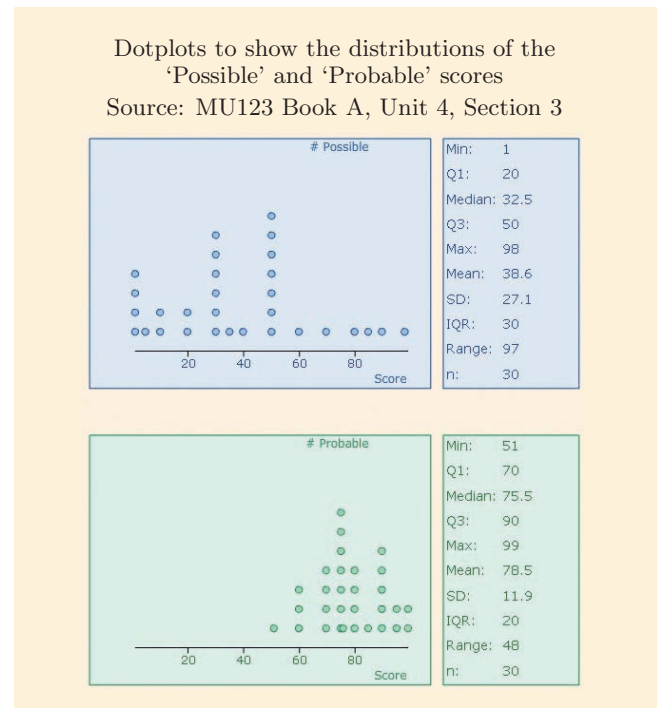 Dotplots to show the distributions of the
‘Possible’ and ‘Probable’ scores
Source: MU123 Book A, Unit 4, Section 3
# Possible
20 40 60 80
Score
Min: 1
Q1: 20
Median: 32.5
Q3: 50
Max: 98
Mean: 38.6
SD: 27.1
IQR: 30
Range: 97
n: 30
# Probable
20 40 60 80
Score
Min: 51
Q1: 70
Median: 75.5
Q3: 90
Max: 99
Mean: 78.5
SD: 11.9
IQR: 20
Range: 48
n: 30